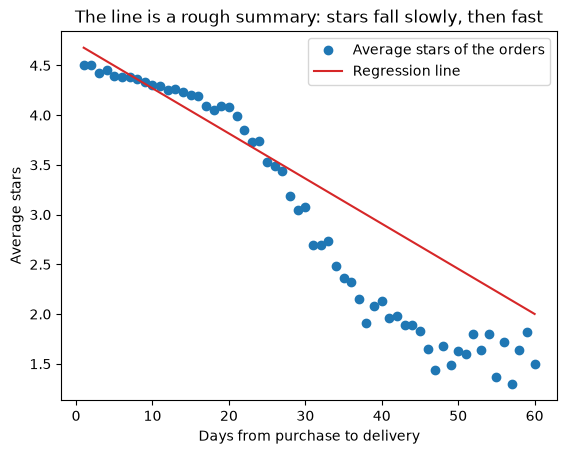 The line is a rough summary: stars fall slowly, then fast
Average stars of the orders
Regression line
Average stars
4.5
4.0
3.5
3.0
2.5
2.0
1.5
0 10 20 30 40 50 60
Days from purchase to delivery